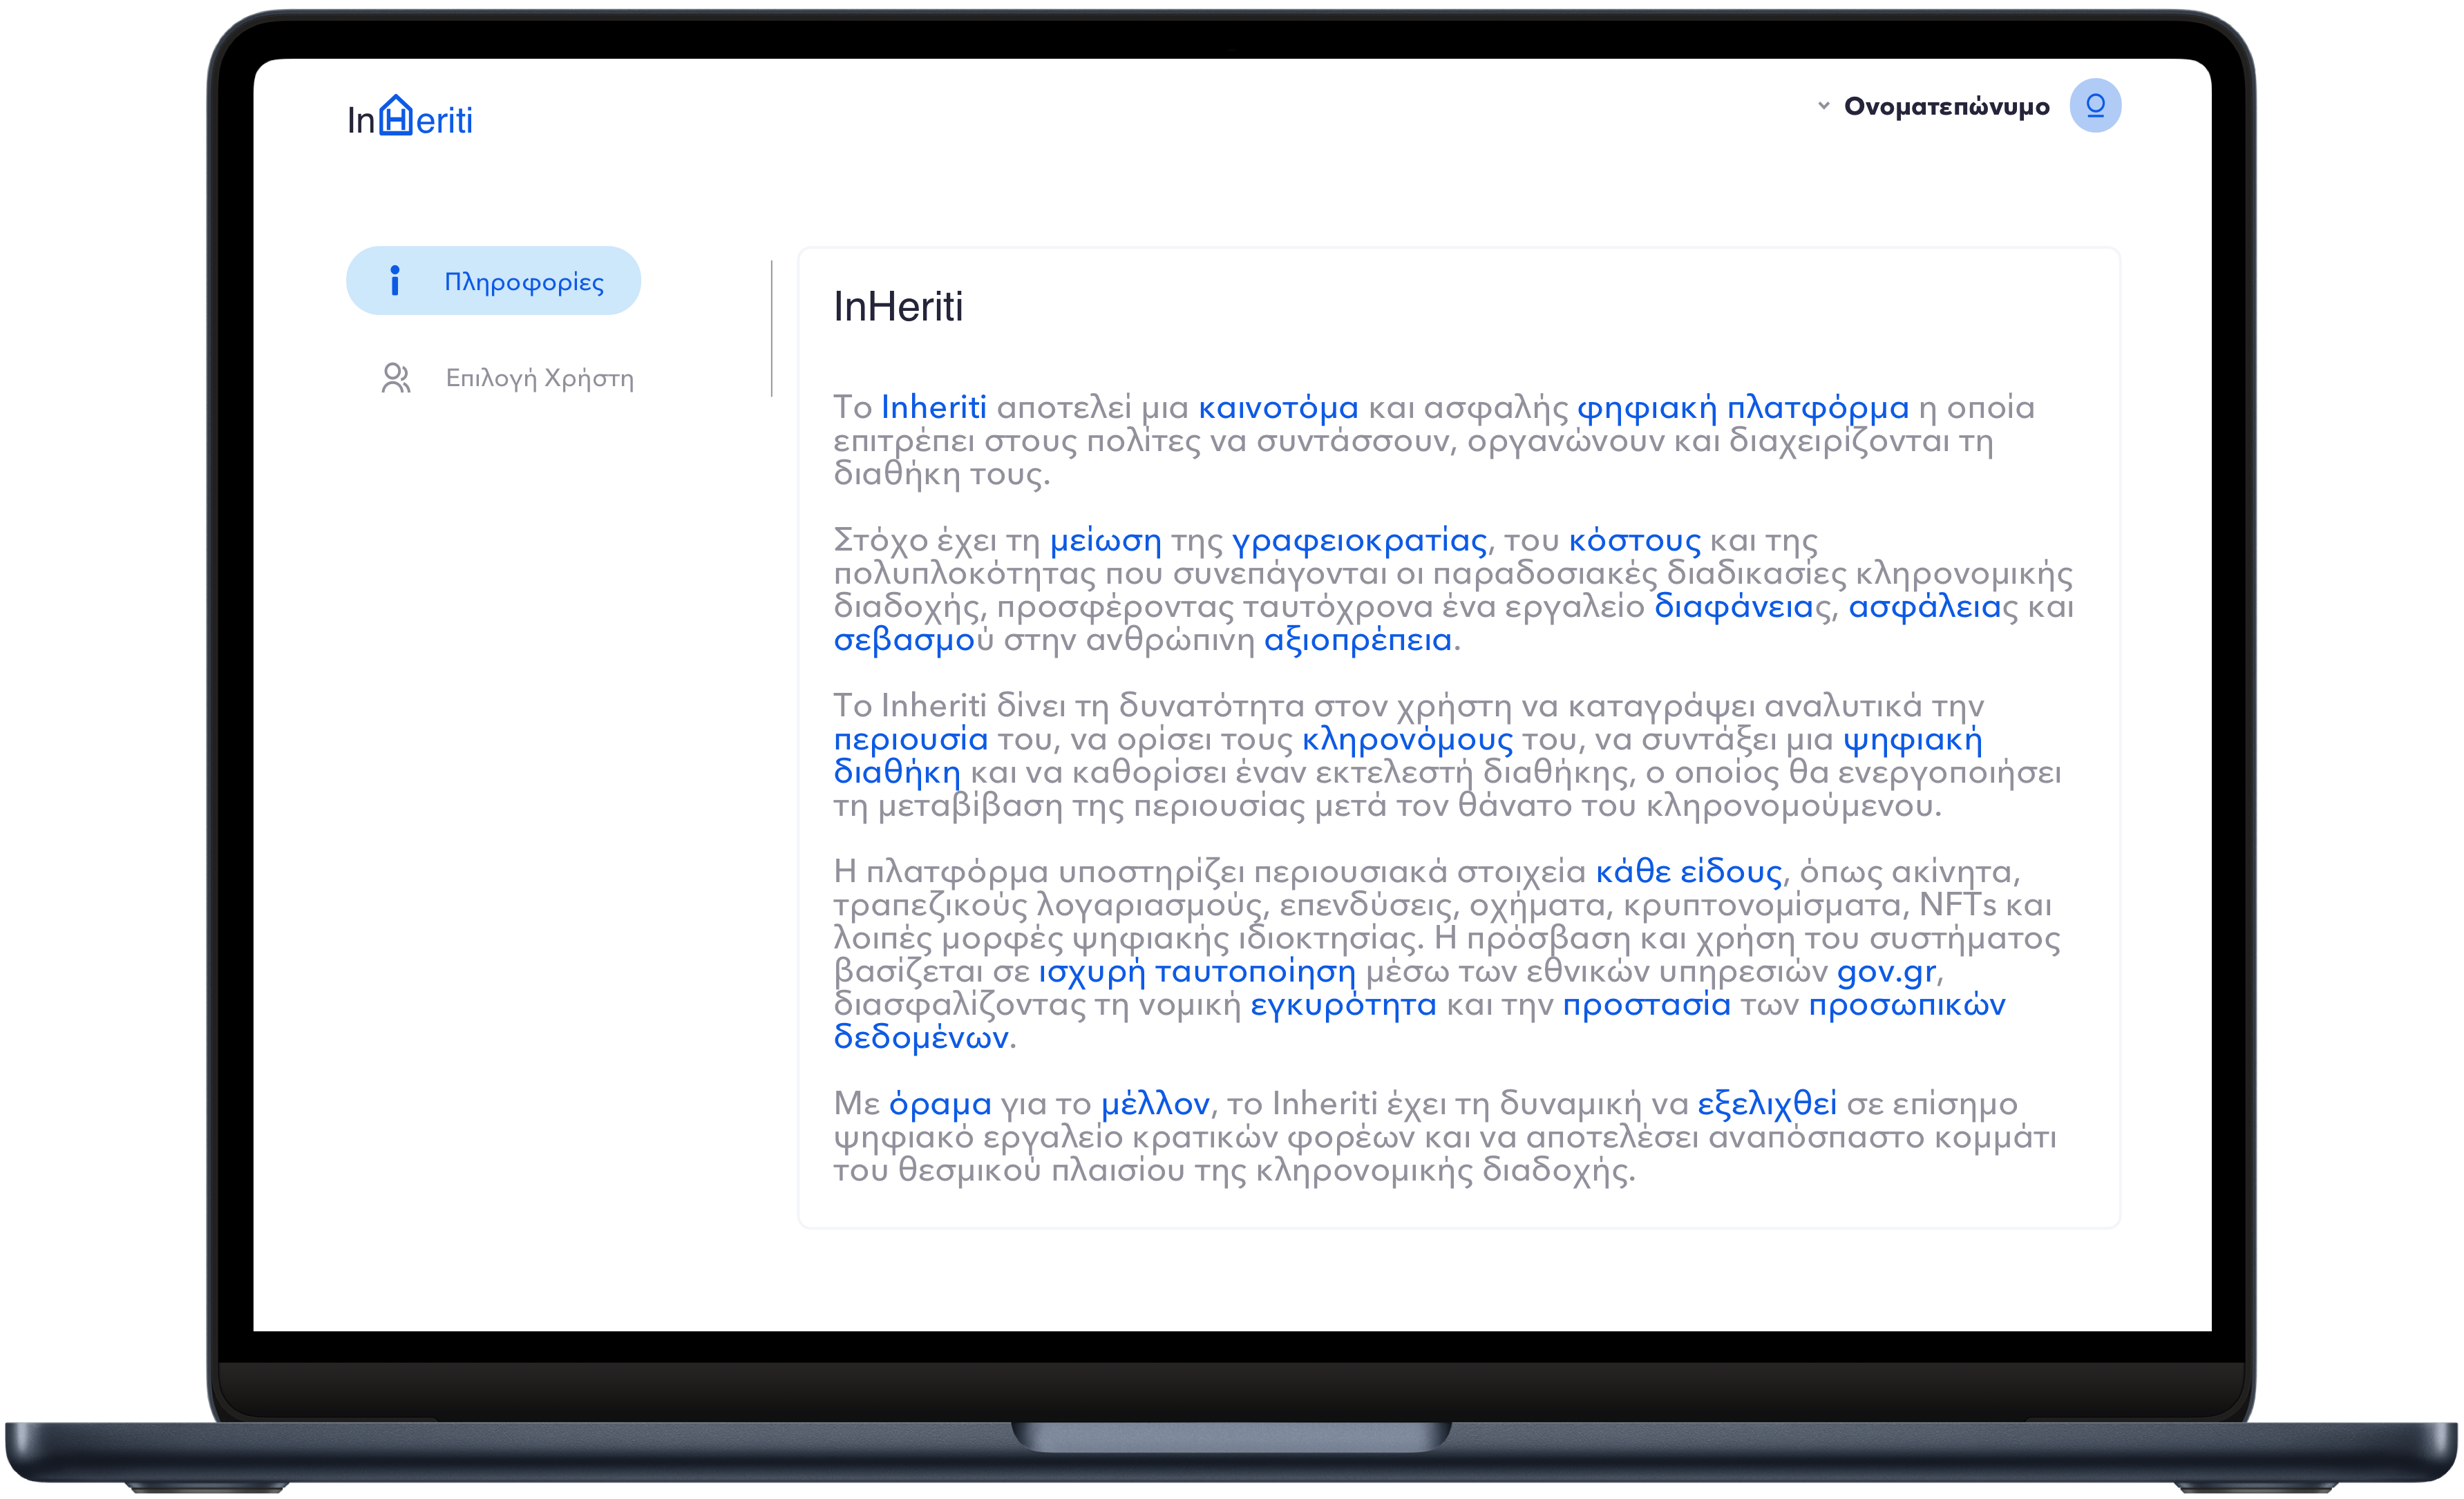 InHeriti
Ονοματεπώνυμο
Πληροφορίες
Επιλογή Χρήστη
InHeriti
Το Inheriti αποτελεί μια καινοτόμα και ασφαλής φηφιακή πλατφόρμα η οποία
επιτρέπει στους πολίτες να συντάσσουν, οργανώνουν και διαχειρίζονται τη
διαθήκη τους.
Στόχο έχει τη μείωση της γραφειοκρατίας, του κόστους και της
πολυπλοκότητας που συνεπάγονται οι παραδοσιακές διαδικασίες κληρονομικής
διαδοχής, προσφέροντας ταυτόχρονα ένα εργαλείο διαφάνειας, ασφάλειας και
σεβασμού στην ανθρώπινη αξιοπρέπεια.
Το Inheriti δίνει τη δυνατότητα στον χρήστη να καταγράψει αναλυτικά την
περιουσία του, να ορίσει τους κληρονόμους του, να συντάξει μια ψηφιακή
διαθήκη και να καθορίσει έναν εκτελεστή διαθήκης, ο οποίος θα ενεργοποιήσει
τη μεταβίβαση της περιουσίας μετά τον θάνατο του κληρονομούμενου.
Η πλατφόρμα υποστηρίζει περιουσιακά στοιχεία κάθε είδους, όπως ακίνητα,
τραπεζικούς λογαριασμούς, επενδύσεις, οχήματα, κρυπτονομίσματα, NFTs και
λοιπές μορφές ψηφιακής ιδιοκτησίας. Η πρόσβαση και χρήση του συστήματος
βασίζεται σε ισχυρή ταυτοποίηση μέσω των εθνικών υπηρεσιών gov.gr,
διασφαλίζοντας τη νομική εγκυρότητα και την προστασία των προσωπικών
δεδομένων.
Με όραμα για το μέλλον, το Inheriti έχει τη δυναμική να εξελιχθεί σε επίσημο
ψηφιακό εργαλείο κρατικών φορέων και να αποτελέσει αναπόσπαστο κομμάτι
του θεσμικού πλαισίου της κληρονομικής διαδοχής.